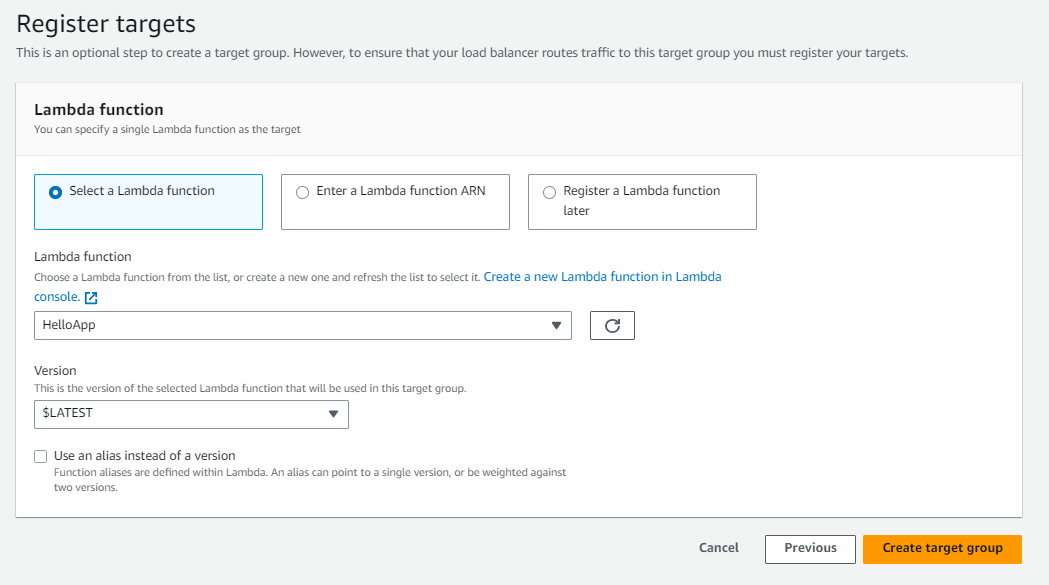 Register targets
This is an optional step to create a target group. However, to ensure that your load balancer routes traffic to this target group you must register your targets.
Lambda function
You can specify a single Lambda function as the target
Select a Lambda function
Enter a Lambda function ARN
Register a Lambda function
later
Lambda function
Choose a Lambda function from the list, or create a new one and refresh the list to select it. Create a new Lambda function in Lambda
console.
HelloApp
Version
This is the version of the selected Lambda function that will be used in this target group.
$LATEST
Use an alias instead of a version
Function aliases are defined within Lambda. An alias can point to a single version, or be weighted against
two versions.
Cancel
Previous
Create target group